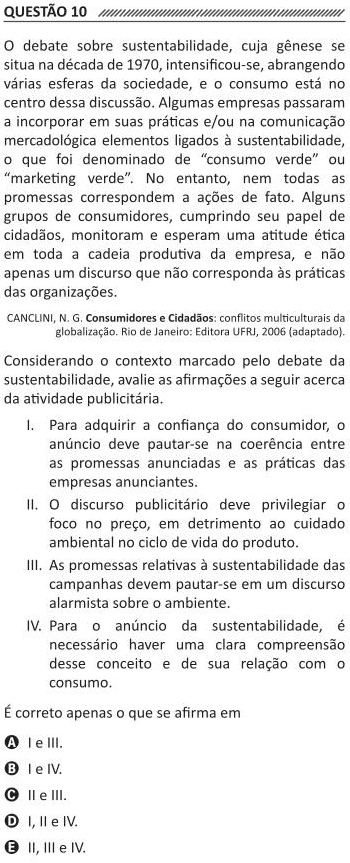 QUESTÃO 10
O debate sobre sustentabilidade, cuja gênese se
situa na década de 1970, intensificou-se, abrangendo
várias esferas da sociedade, e o consumo está no
centro dessa discussão. Algumas empresas passaram
a incorporar em suas práticas e/ou na comunicação
mercadológica elementos ligados à sustentabilidade,
o que foi denominado de “consumo verde” ou
“marketing verde”. No entanto, nem todas as
promessas correspondem a ações de fato. Alguns
grupos de consumidores, cumprindo seu papel de
cidadãos, monitoram e esperam uma atitude ética
em toda a cadeia produtiva da empresa, e não
apenas um discurso que não corresponda às práticas
das organizações.
CANCLINI, N. G. Consumidores e Cidadãos: conflitos multiculturais da
globalização. Rio de Janeiro: Editora UFRJ, 2006 (adaptado).
Considerando o contexto marcado pelo debate da
sustentabilidade, avalie as afirmações a seguir acerca
da atividade publicitária.
I. Para adquirir a confiança do consumidor, o
anúncio deve pautar-se na coerência entre
as promessas anunciadas e as práticas das
empresas anunciantes.
II. O discurso publicitário deve privilegiar o
foco no preço, em detrimento ao cuidado
ambiental no ciclo de vida do produto.
III. As promessas relativas à sustentabilidade das
campanhas devem pautar-se em um discurso
alarmista sobre o ambiente.
IV. Para o anúncio da sustentabilidade, é
necessário haver uma clara compreensão
desse conceito e de sua relação com o
consumo.
É correto apenas o que se afirma em
A I e III.
B I e IV.
C II e III.
D I, II e IV.
E II, III e IV.